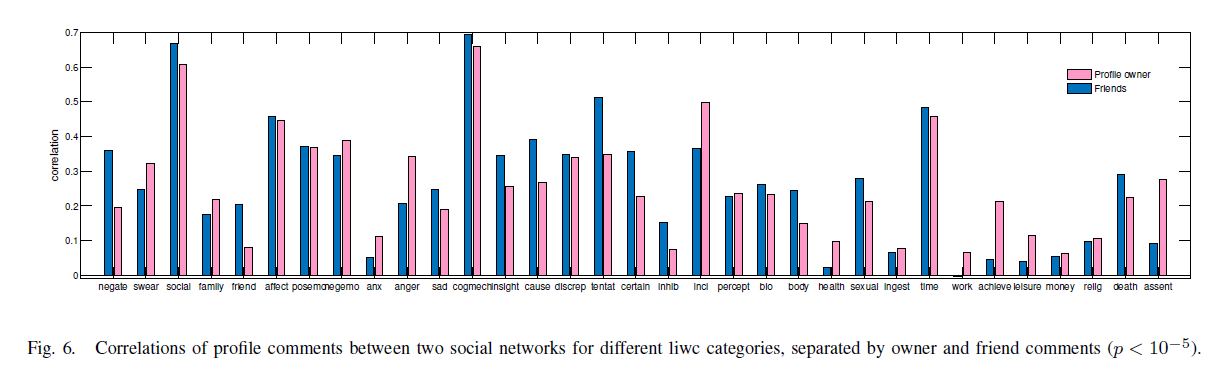 0.7
0.6
0.5
0.4
0.3
0.2
0.1
0
correlation
Profile owner
Friends
negate swear social family friend affect posemo negemo anx anger sad cogmech insight cause discrep tentat certain inhib incl percept bio body health sexual ingest time work achieve leisure money relig death assent
Fig. 6. Correlations of profile comments between two social networks for different liwc categories, separated by owner and friend comments (p < 10⁻⁵).